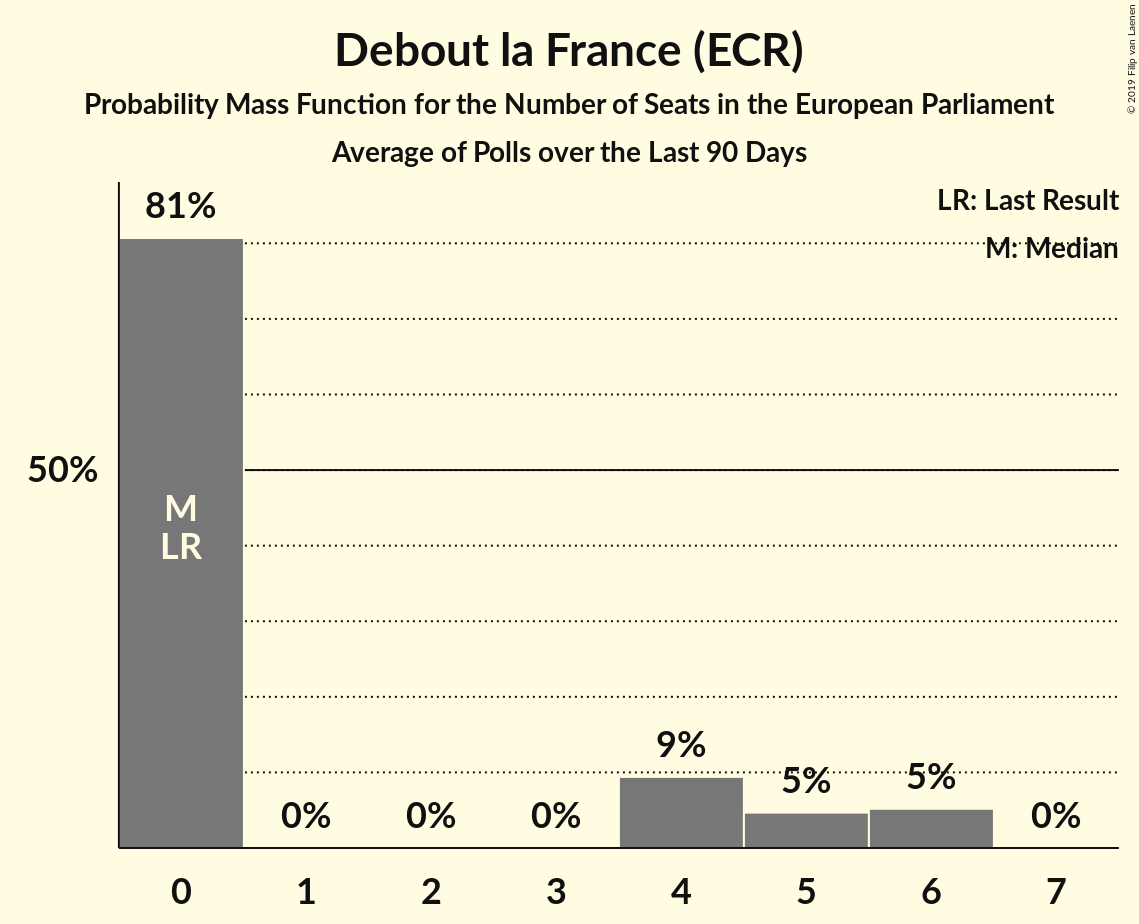 Debout la France (ECR)
Probability Mass Function for the Number of Seats in the European Parliament
Average of Polls over the Last 90 Days
© 2019 Filip van Laenen
LR: Last Result
M: Median
81%
50%
M
LR
9%
5%
5%
0%
0%
0%
0%
0 1 2 3 4 5 6 7